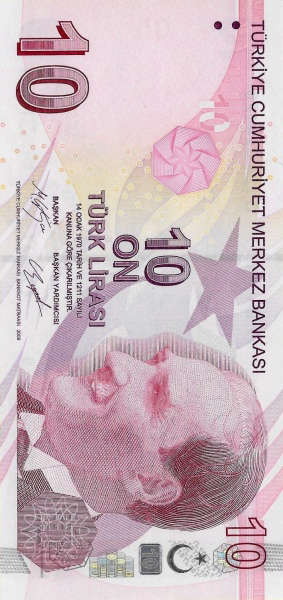 TÜRKİYE CUMHURİYET MERKEZ BANKASI
10
10
10
ON
TÜRK LİRASI
14 OCAK 1970 TARİH VE 1211 SAYILI
KANUNA GÖRE ÇIKARILMIŞTIR.
BAŞKAN
BAŞKAN YARDIMCISI
TÜRKİYE CUMHURİYET MERKEZ BANKASI BANKNOT MATBAASI 2009
10